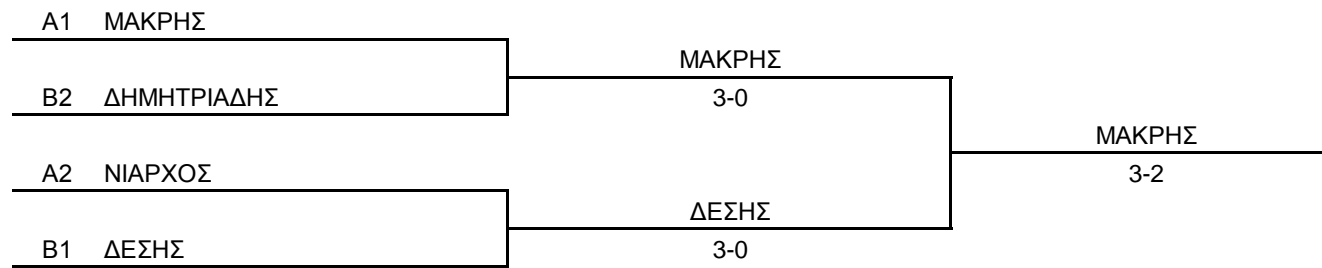 A1 ΜΑΚΡΗΣ
ΜΑΚΡΗΣ
B2 ΔΗΜΗΤΡΙΑΔΗΣ
3-0
ΜΑΚΡΗΣ
A2 ΝΙΑΡΧΟΣ
3-2
ΔΕΣΗΣ
B1 ΔΕΣΗΣ
3-0